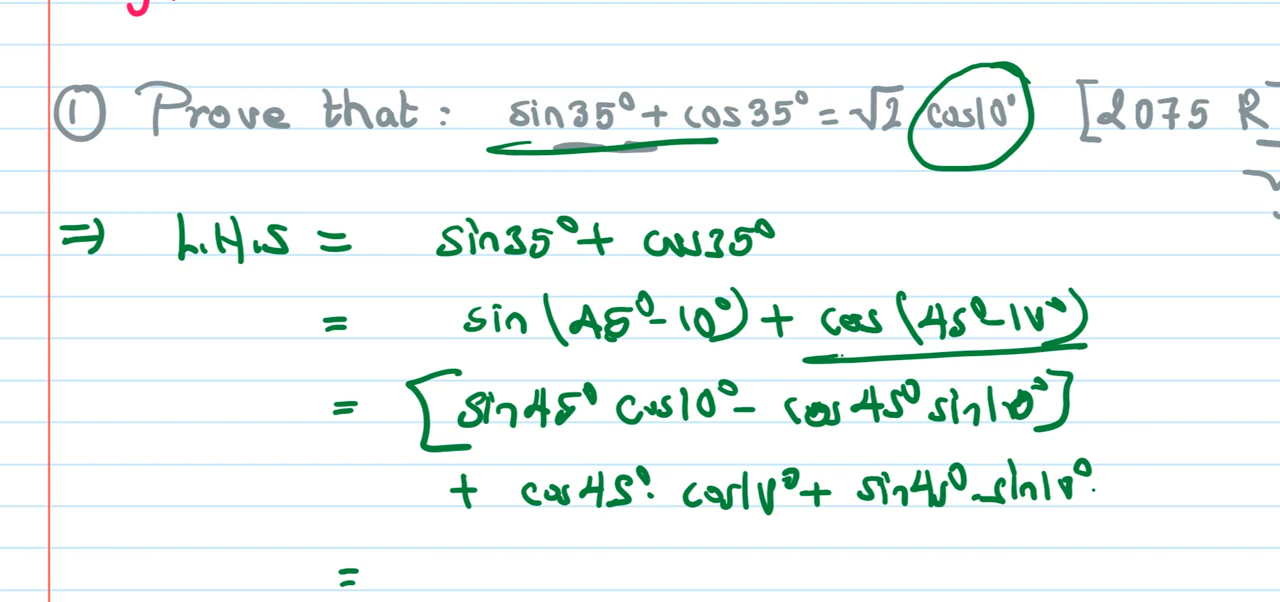 ① Prove that : sin35° + cos35° = √2 cos10° [2075 R]
⇒ L.H.S = sin35° + cos35°
= sin (45° - 10°) + cos (45° - 10°)
= [sin45° cos10° - cos45° sin10°]
+ cos45° . cos10° + sin45° . sin10° .
=